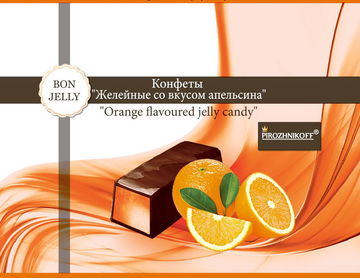 BON
JELLY
Конфеты
"Желейные со вкусом апельсина"
"Orange flavoured jelly candy"
PIROZHNIKOFF®